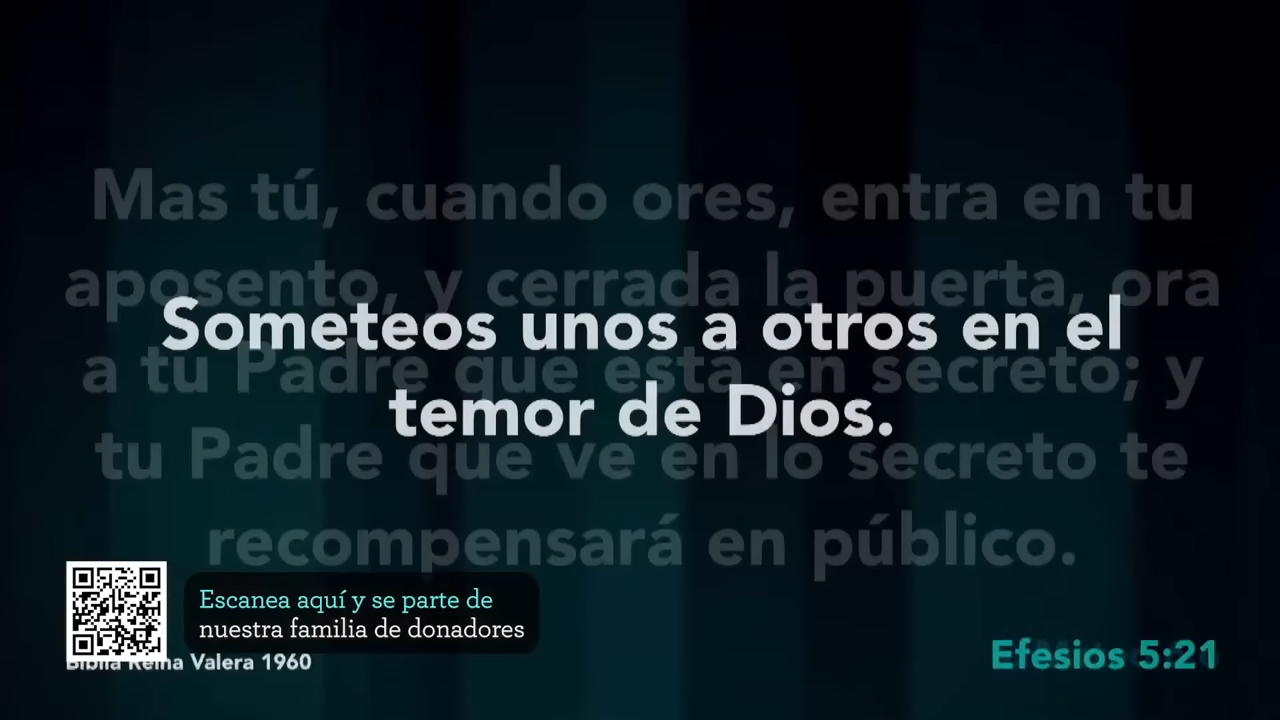 Mas tú, cuando ores, entra en tu
aposento, y cerrada la puerta, ora
a tu Padre que está en secreto; y
tu Padre que ve en lo secreto te
recompensará en público.
Someteos unos a otros en el
temor de Dios.
Escanea aquí y se parte de
nuestra familia de donadores
Biblia Reina Valera 1960
Efesios 5:21